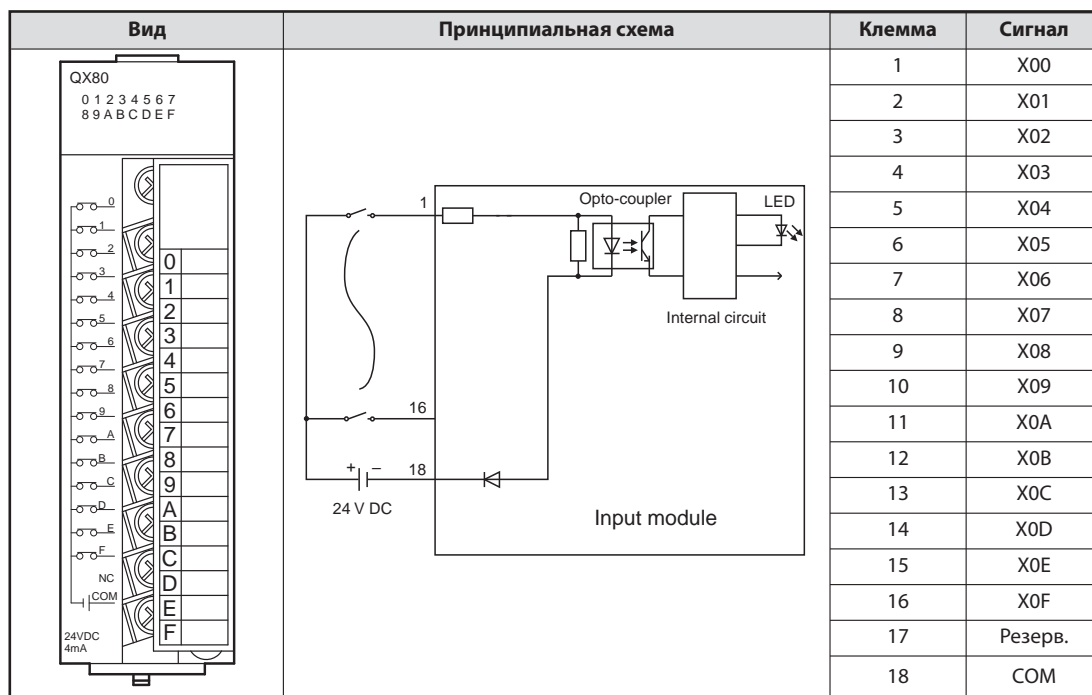 Вид Принципиальная схема Клемма Сигнал
QX80
0 1 2 3 4 5 6 7
8 9 A B C D E F
0
1
2
3
4
5
6
7
8
9
A
B
C
D
E
F
NC
COM
24VDC
4mA
0
1
2
3
4
5
6
7
8
9
A
B
C
D
E
F
1
Opto-coupler
LED
Internal circuit
16
+ –
18
24 V DC
Input module
1 X00
2 X01
3 X02
4 X03
5 X04
6 X05
7 X06
8 X07
9 X08
10 X09
11 X0A
12 X0B
13 X0C
14 X0D
15 X0E
16 X0F
17 Резерв.
18 COM